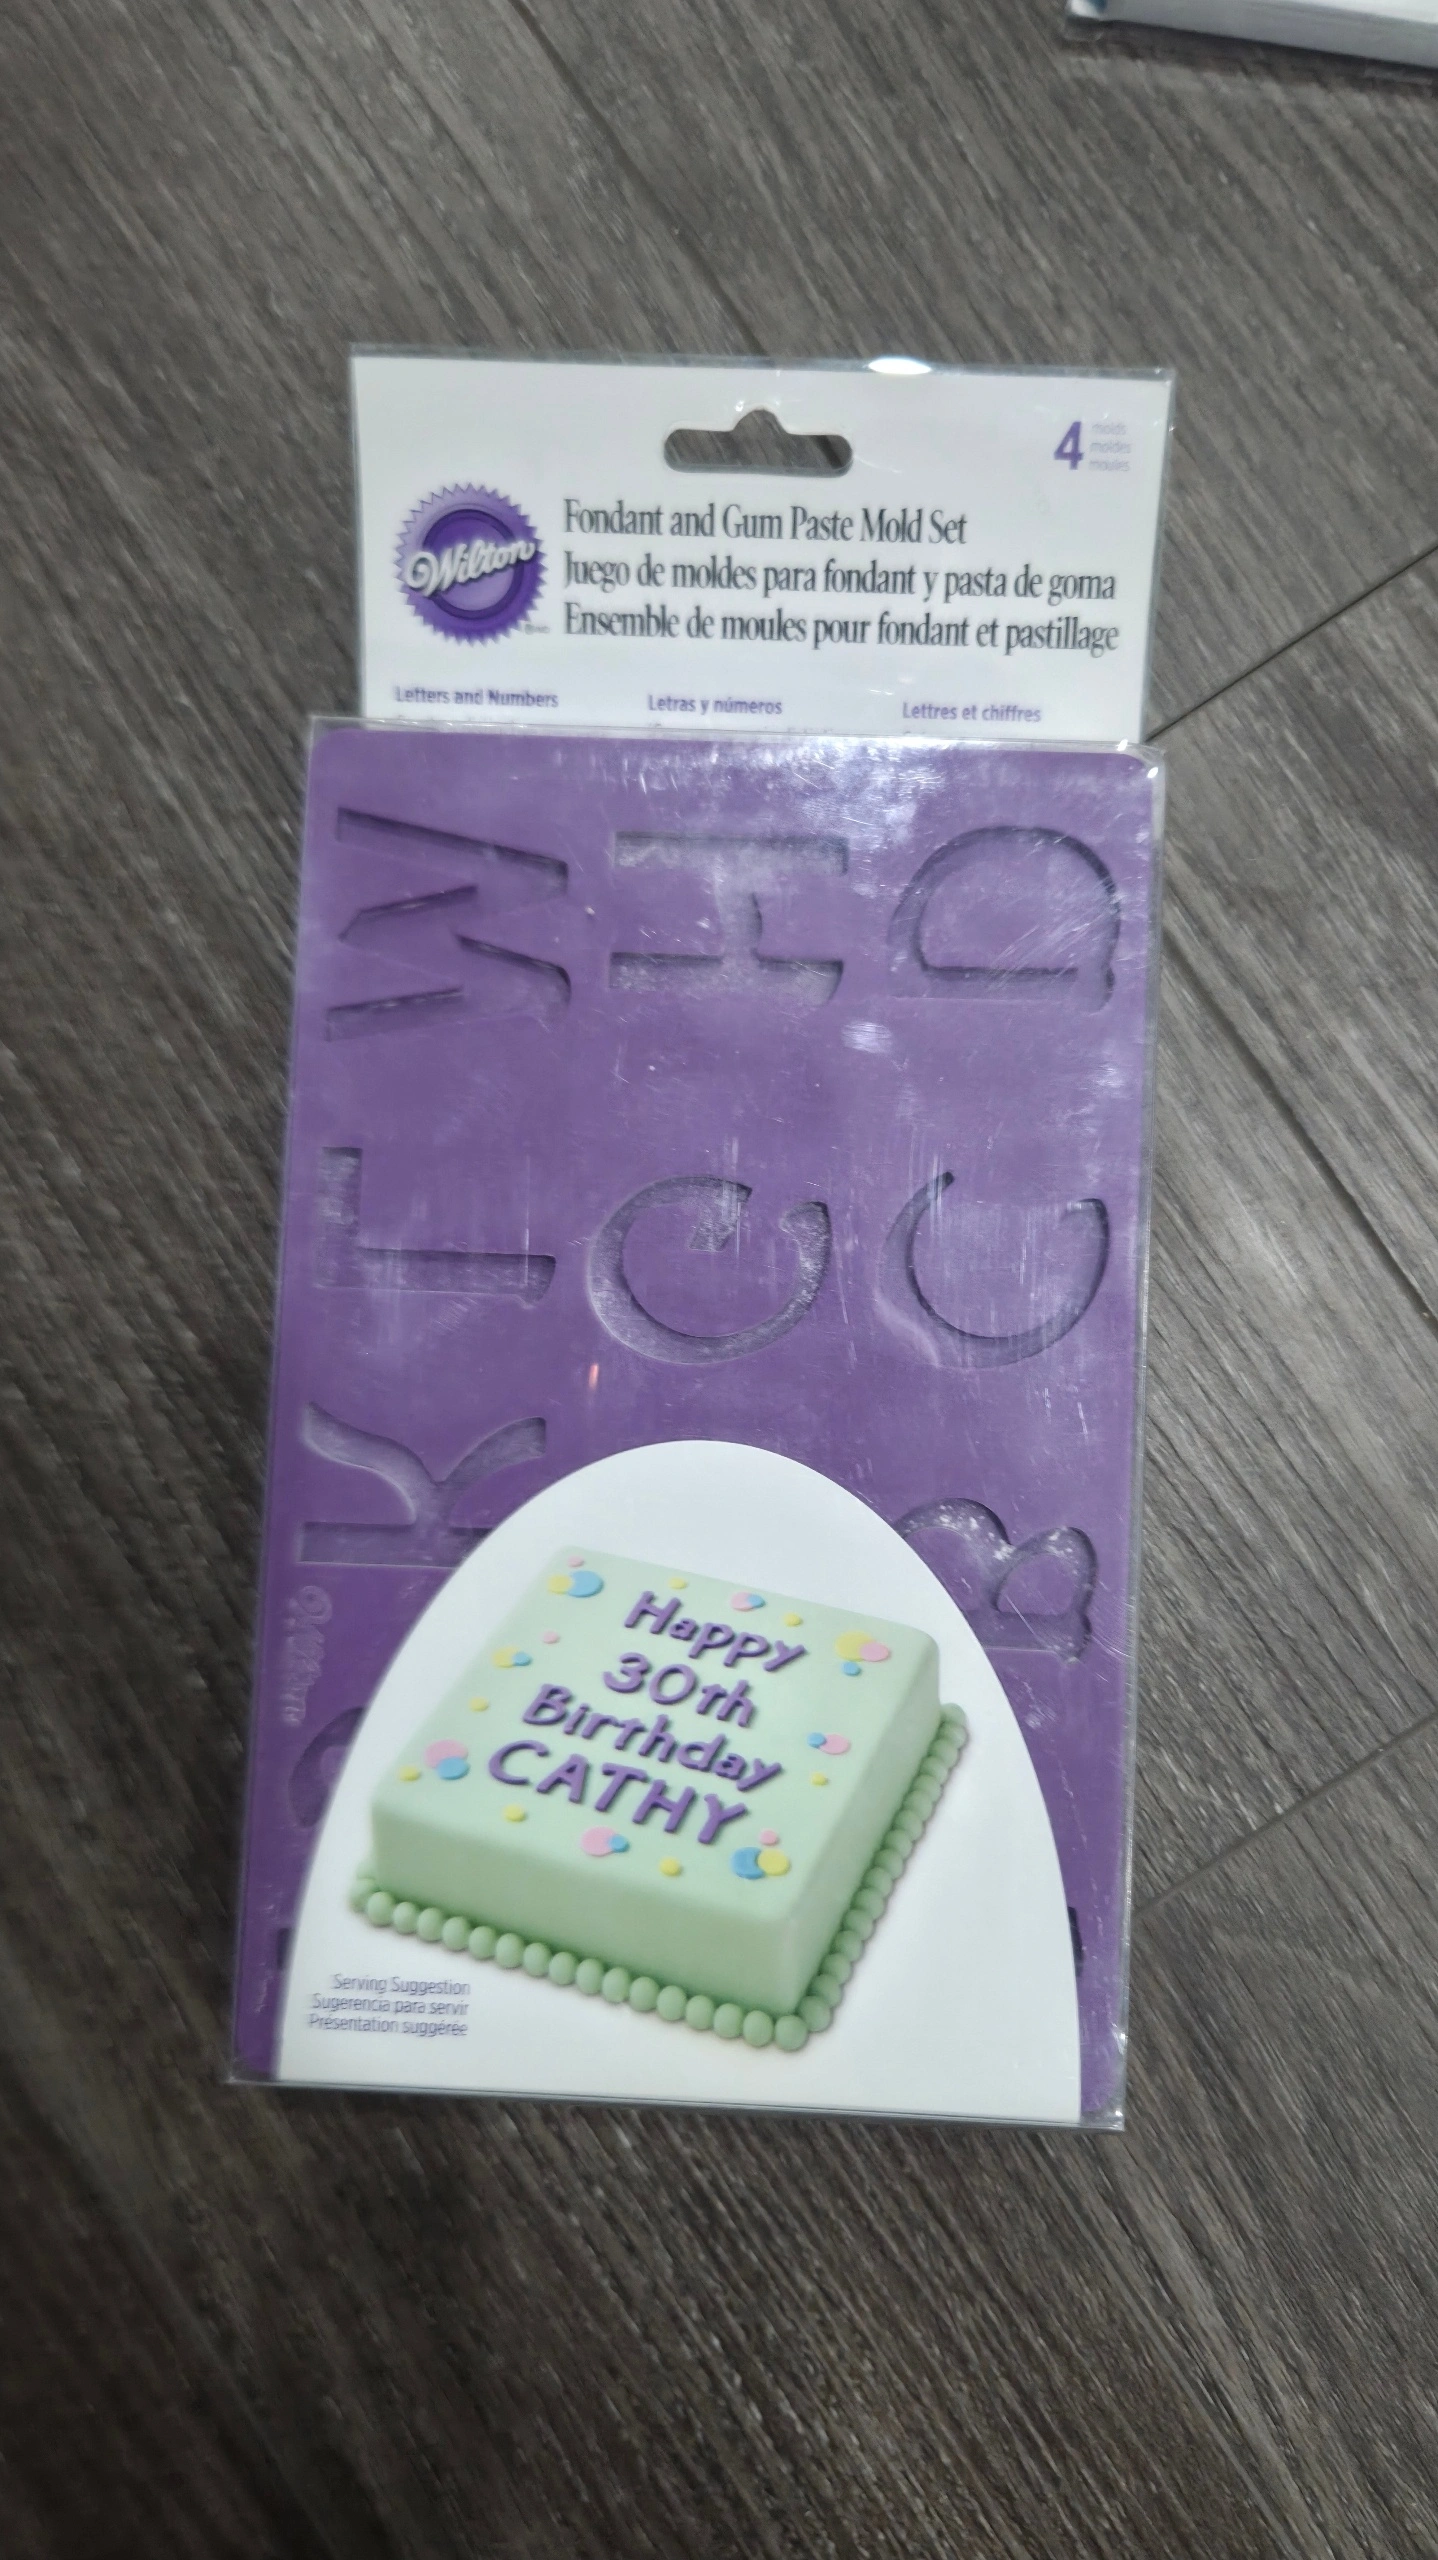 4
molds
moldes
moules
Wilton
Fondant and Gum Paste Mold Set
Juego de moldes para fondant y pasta de goma
Ensemble de moules pour fondant et pastillage
Letters and Numbers
Letras y números
Lettres et chiffres
W H D
L G C
K B
Happy
30th
Birthday
CATHY
Serving Suggestion
Sugerencia para servir
Présentation suggérée